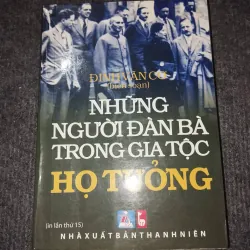 ĐINH VĂN CƠ
(biên soạn)
NHỮNG
NGƯỜI ĐÀN BÀ
TRONG GIA TỘC
HỌ TƯỞNG
(in lần thứ 15)
NHÀ XUẤT BẢN THANH NIÊN